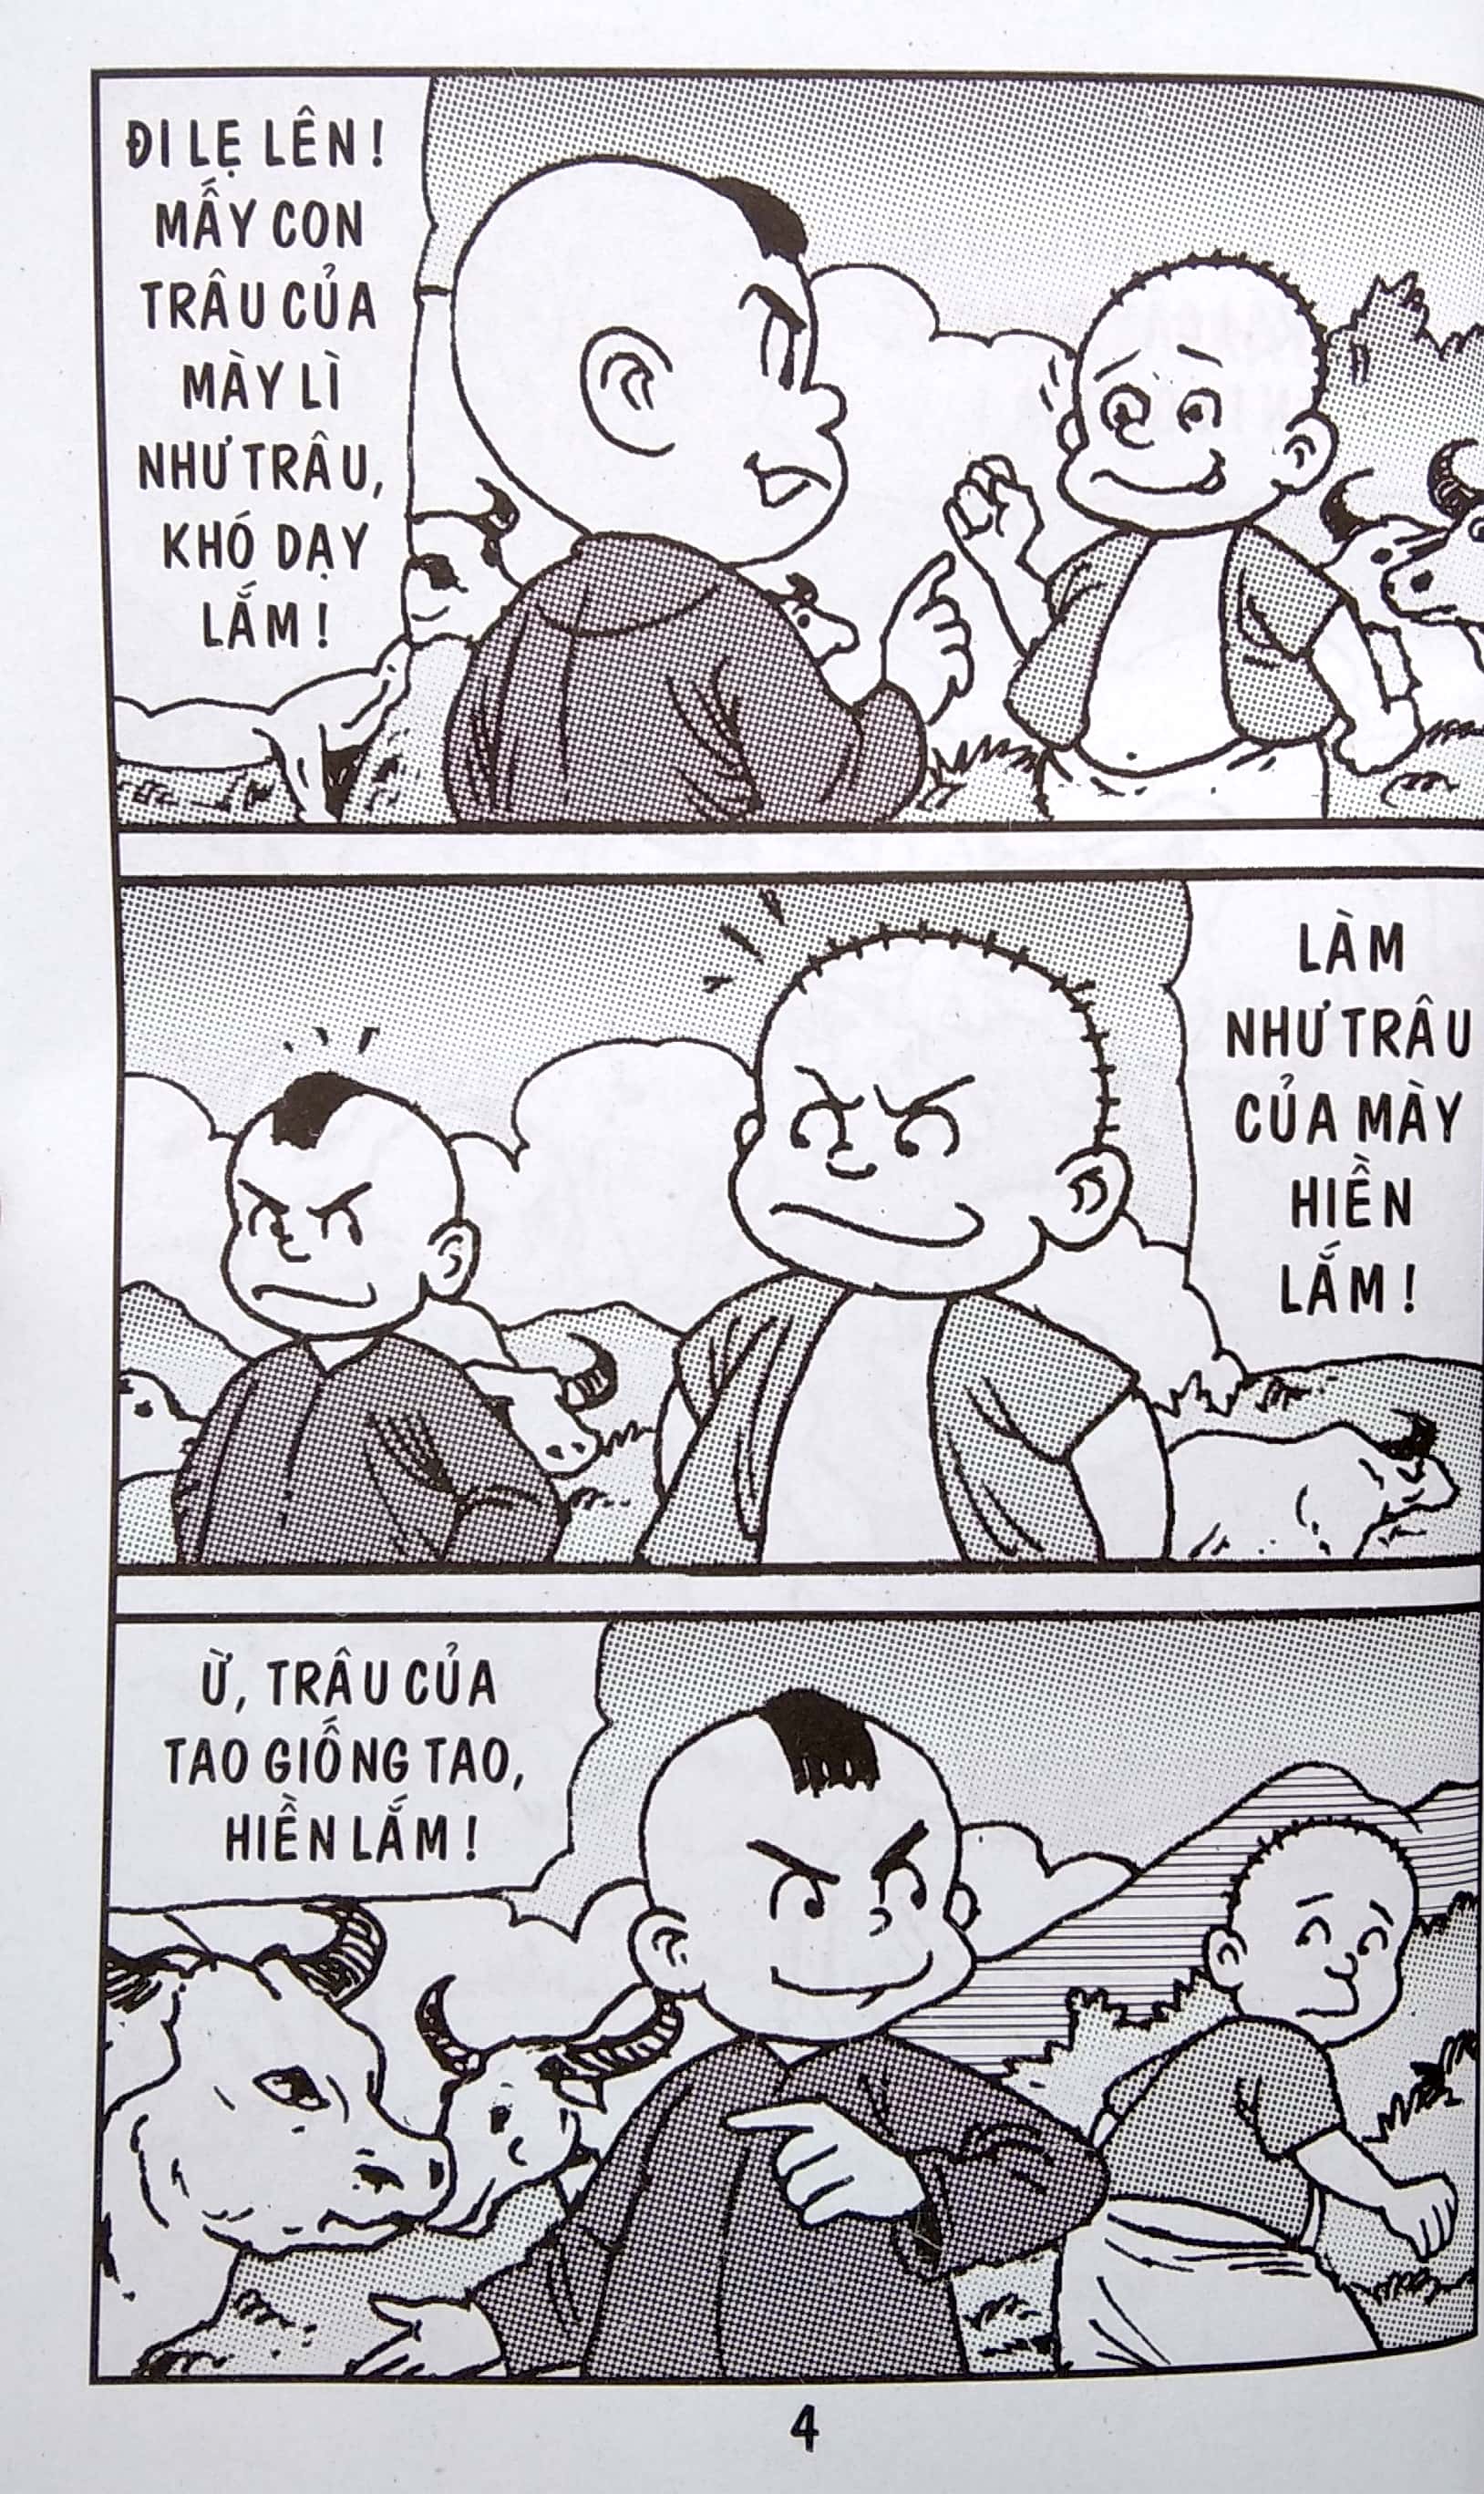 ĐI LẸ LÊN!
MẤY CON
TRÂU CỦA
MÀY LÌ
NHƯ TRÂU,
KHÓ DẠY
LẮM!
LÀM
NHƯ TRÂU
CỦA MÀY
HIỀN
LẮM!
Ừ, TRÂU CỦA
TAO GIỐNG TAO,
HIỀN LẮM!
4